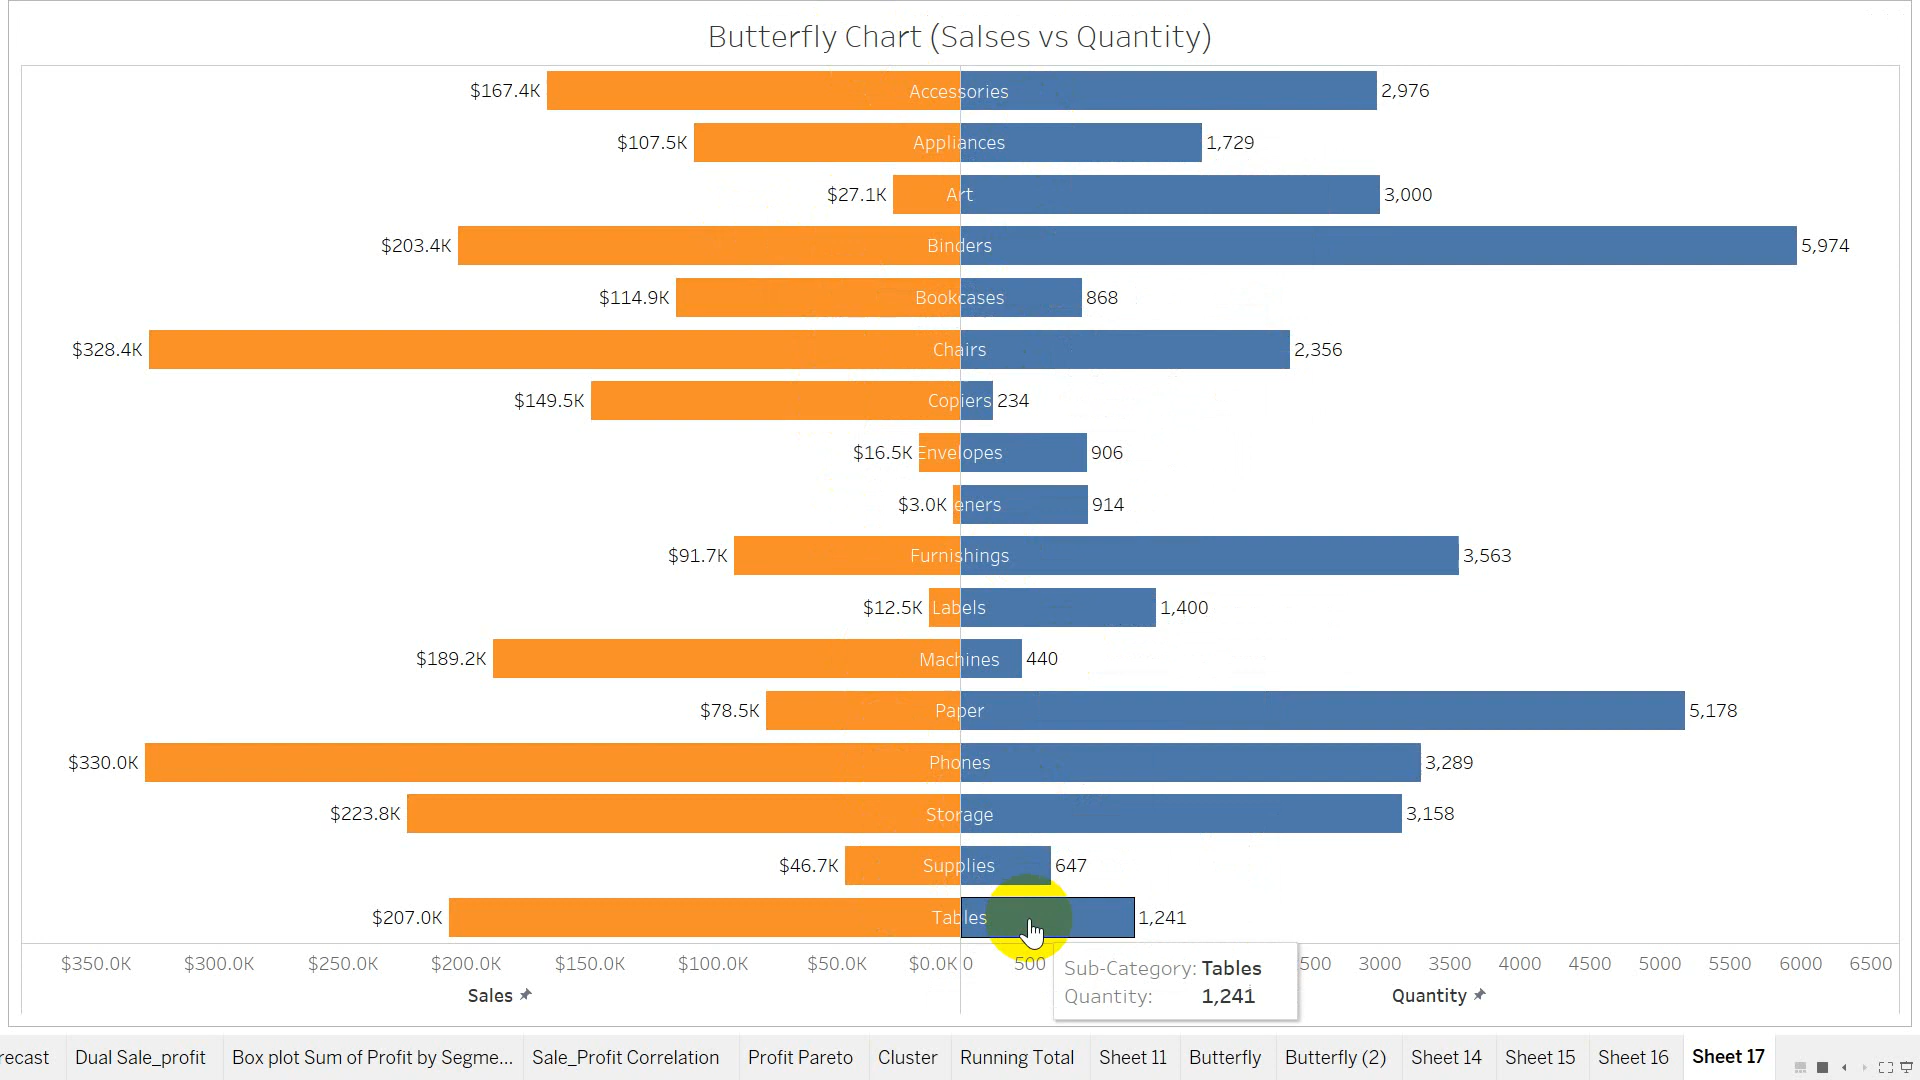 Butterfly Chart (Salses vs Quantity)
$167.4K Accessories 2,976
$107.5K Appliances 1,729
$27.1K Art 3,000
$203.4K Binders 5,974
$114.9K Bookcases 868
$328.4K Chairs 2,356
$149.5K Copiers 234
$16.5K Envelopes 906
$3.0K eners 914
$91.7K Furnishings 3,563
$12.5K Labels 1,400
$189.2K Machines 440
$78.5K Paper 5,178
$330.0K Phones 3,289
$223.8K Storage 3,158
$46.7K Supplies 647
$207.0K Tables 1,241
$350.0K $300.0K $250.0K $200.0K $150.0K $100.0K $50.0K $0.0K 0 500 500 3000 3500 4000 4500 5000 5500 6000 6500
Sub-Category: Tables
Quantity: 1,241
Sales Quantity
recast Dual Sale_profit Box plot Sum of Profit by Segme... Sale_Profit Correlation Profit Pareto Cluster Running Total Sheet 11 Butterfly Butterfly (2) Sheet 14 Sheet 15 Sheet 16 Sheet 17